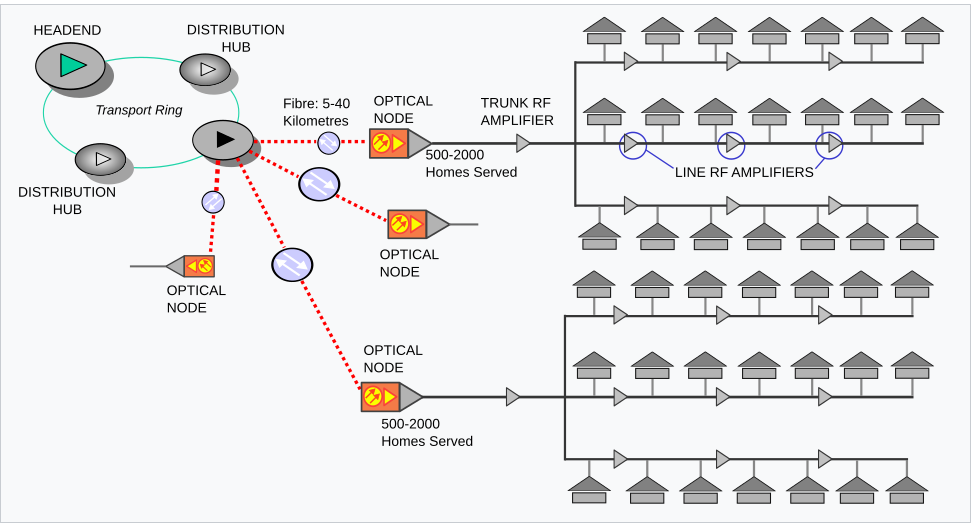 HEADEND
DISTRIBUTION
HUB
Transport Ring
Fibre: 5-40
Kilometres
OPTICAL
NODE
TRUNK RF
AMPLIFIER
500-2000
Homes Served
LINE RF AMPLIFIERS
DISTRIBUTION
HUB
OPTICAL
NODE
OPTICAL
NODE
OPTICAL
NODE
500-2000
Homes Served